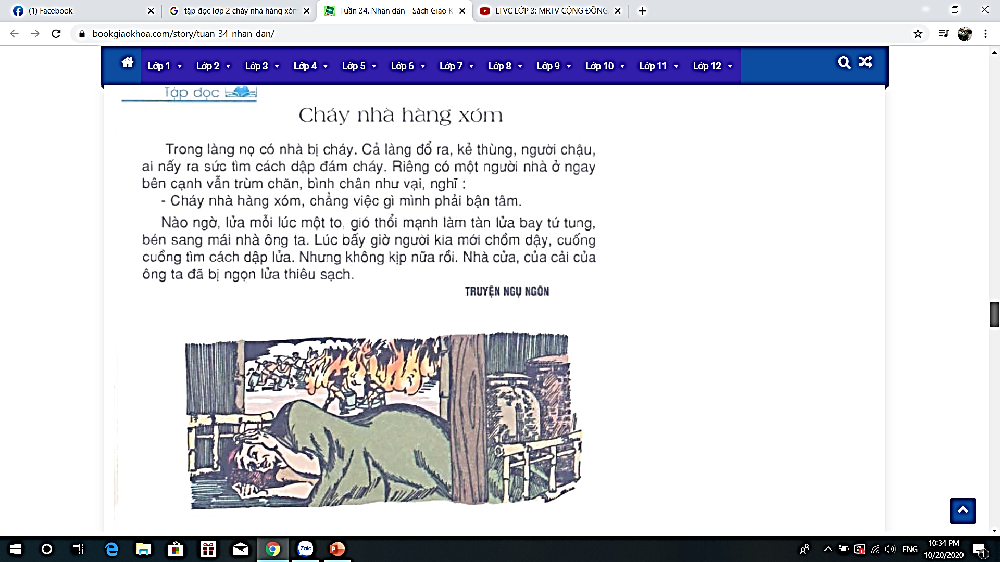 (1) Facebook
tập đọc lớp 2 cháy nhà hàng xóm
Tuần 34. Nhân dân - Sách Giáo K
LTVC LỚP 3: MRTV CỘNG ĐỒNG
bookgiaokhoa.com/story/tuan-34-nhan-dan/
Lớp 1 Lớp 2 Lớp 3 Lớp 4 Lớp 5 Lớp 6 Lớp 7 Lớp 8 Lớp 9 Lớp 10 Lớp 11 Lớp 12
Tập đọc
Cháy nhà hàng xóm
Trong làng nọ có nhà bị cháy. Cả làng đổ ra, kẻ thùng, người chậu,
ai nấy ra sức tìm cách dập đám cháy. Riêng có một người nhà ở ngay
bên cạnh vẫn trùm chăn, bình chân như vại, nghĩ :
- Cháy nhà hàng xóm, chẳng việc gì mình phải bận tâm.
Nào ngờ, lửa mỗi lúc một to, gió thổi mạnh làm tàn lửa bay tứ tung,
bén sang mái nhà ông ta. Lúc bấy giờ người kia mới chồm dậy, cuống
cuồng tìm cách dập lửa. Nhưng không kịp nữa rồi. Nhà cửa, của cải của
ông ta đã bị ngọn lửa thiêu sạch.
TRUYỆN NGỤ NGÔN
Zalo
ENG
10:34 PM
10/20/2020
1